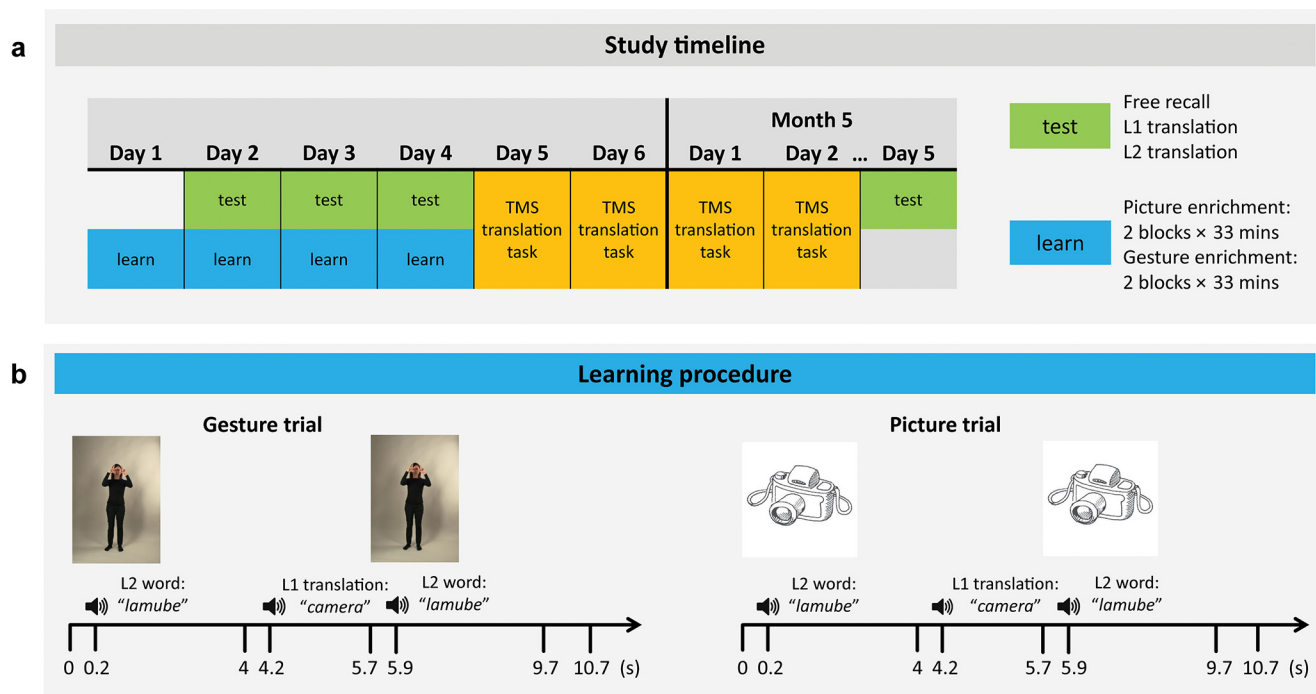 a
Study timeline
Month 5
Day 1 Day 2 Day 3 Day 4 Day 5 Day 6 Day 1 Day 2 ... Day 5
test test test TMS translation task TMS translation task TMS translation task TMS translation task test
learn learn learn learn
test
Free recall
L1 translation
L2 translation
learn
Picture enrichment:
2 blocks × 33 mins
Gesture enrichment:
2 blocks × 33 mins
b
Learning procedure
Gesture trial
L2 word: "lamube"
L1 translation: "camera"
L2 word: "lamube"
0 0.2 4 4.2 5.7 5.9 9.7 10.7 (s)
Picture trial
L2 word: "lamube"
L1 translation: "camera"
L2 word: "lamube"
0 0.2 4 4.2 5.7 5.9 9.7 10.7 (s)